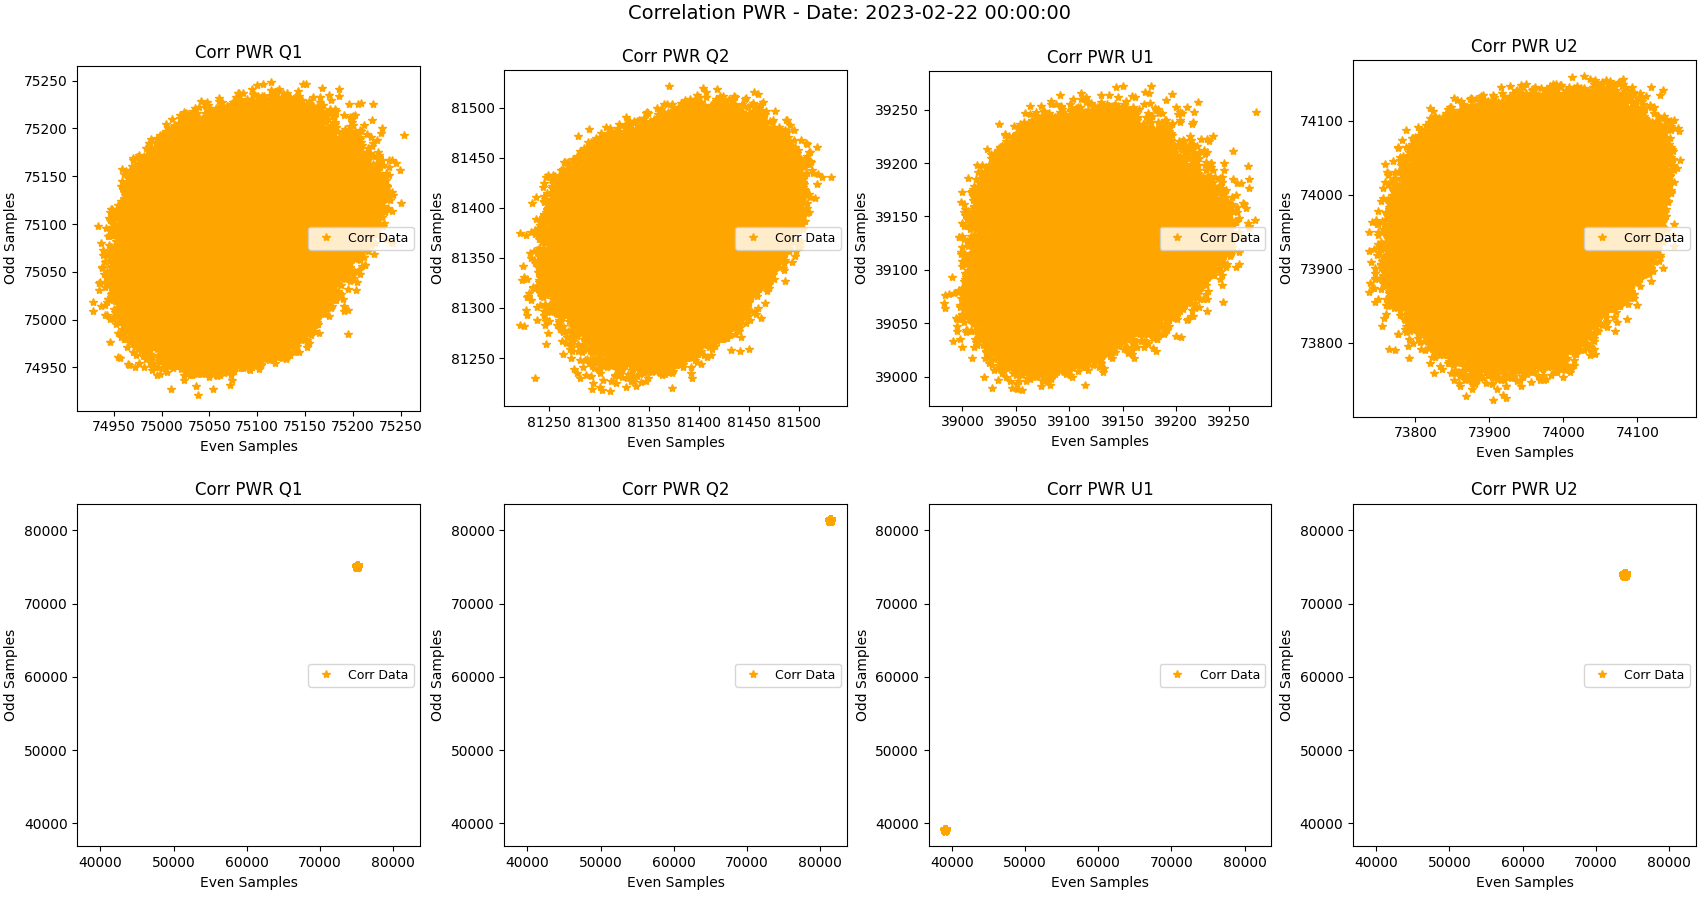 Correlation PWR - Date: 2023-02-22 00:00:00
Corr PWR Q1
75250
75200
75150
75100
75050
75000
74950
Odd Samples
Corr Data
74950 75000 75050 75100 75150 75200 75250
Even Samples
Corr PWR Q2
81500
81450
81400
81350
81300
81250
Odd Samples
Corr Data
81250 81300 81350 81400 81450 81500
Even Samples
Corr PWR U1
39250
39200
39150
39100
39050
39000
Odd Samples
Corr Data
39000 39050 39100 39150 39200 39250
Even Samples
Corr PWR U2
74100
74000
73900
73800
Odd Samples
Corr Data
73800 73900 74000 74100
Even Samples
Corr PWR Q1
80000
70000
60000
50000
40000
Odd Samples
Corr Data
40000 50000 60000 70000 80000
Even Samples
Corr PWR Q2
80000
70000
60000
50000
40000
Odd Samples
Corr Data
40000 50000 60000 70000 80000
Even Samples
Corr PWR U1
80000
70000
60000
50000
40000
Odd Samples
Corr Data
40000 50000 60000 70000 80000
Even Samples
Corr PWR U2
80000
70000
60000
50000
40000
Odd Samples
Corr Data
40000 50000 60000 70000 80000
Even Samples